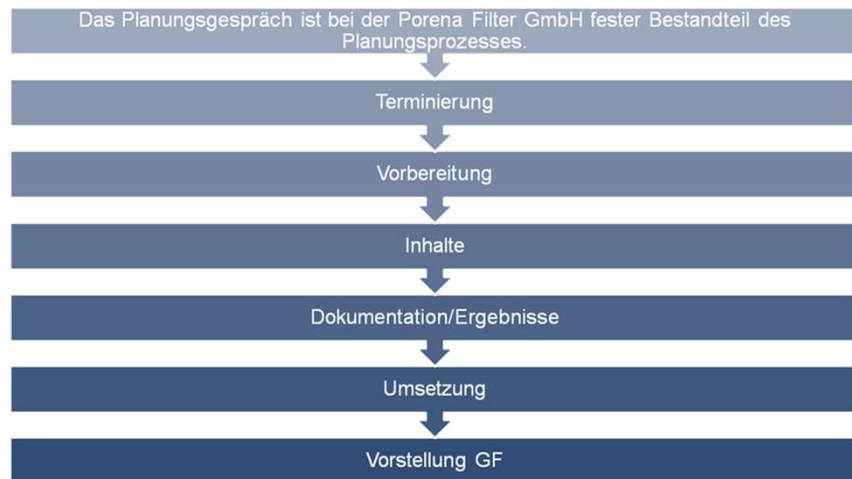 Das Planungsgespräch ist bei der Porena Filter GmbH fester Bestandteil des
Planungsprozesses.
Terminierung
Vorbereitung
Inhalte
Dokumentation/Ergebnisse
Umsetzung
Vorstellung GF